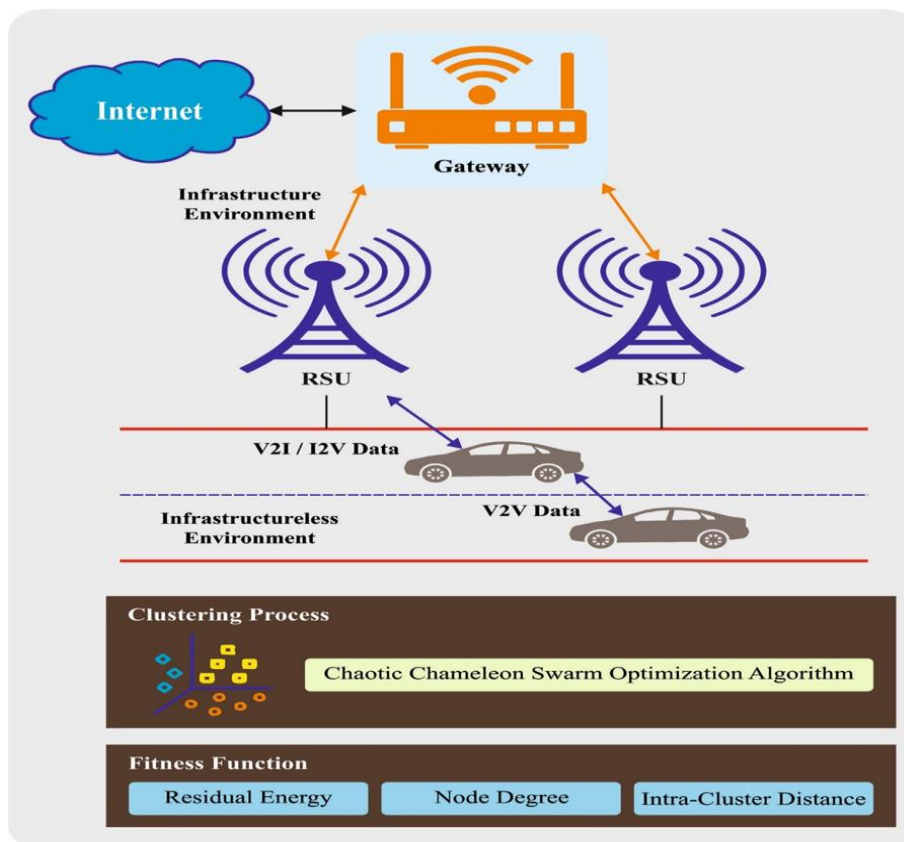 Internet
Gateway
Infrastructure
Environment
RSU
RSU
V2I / I2V Data
V2V Data
Infrastructureless
Environment
Clustering Process
Chaotic Chameleon Swarm Optimization Algorithm
Fitness Function
Residual Energy
Node Degree
Intra-Cluster Distance